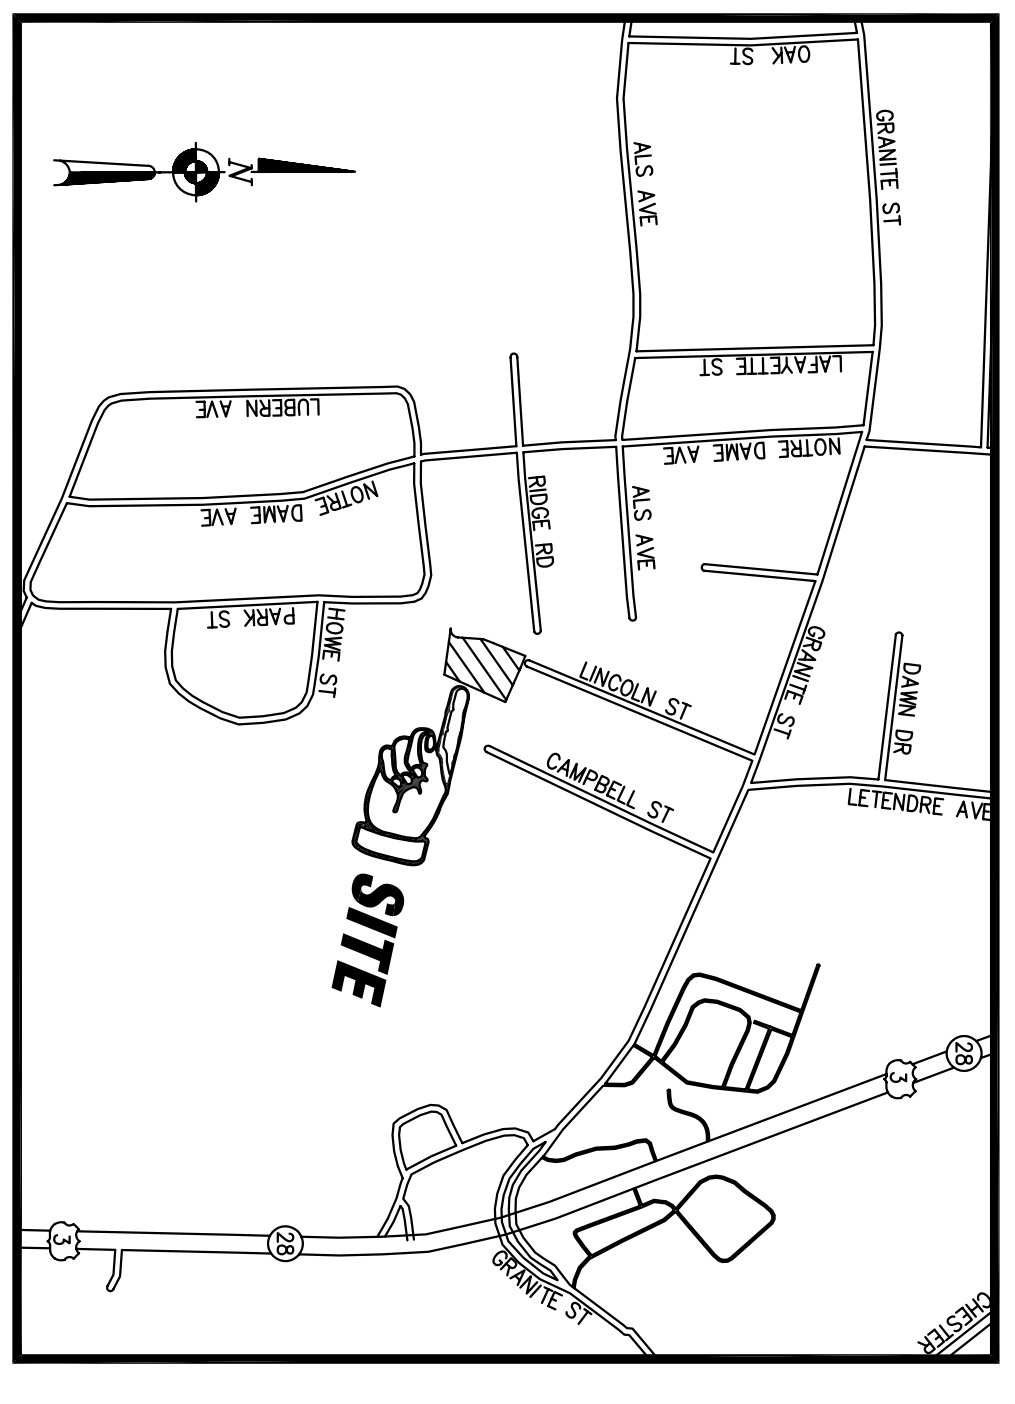 OAK ST
GRANITE ST
ALS AVE
N
LAFAYETTE ST
LUBERN AVE
NOTRE DAME AVE
NOTRE DAME AVE
RIDGE RD
ALS AVE
PARK ST
HOWE ST
LINCOLN ST
GRANITE ST
DAWN DR
CAMPBELL ST
LETENDRE AVE
SITE
28
3
3
28
GRANITE ST
CHESTER